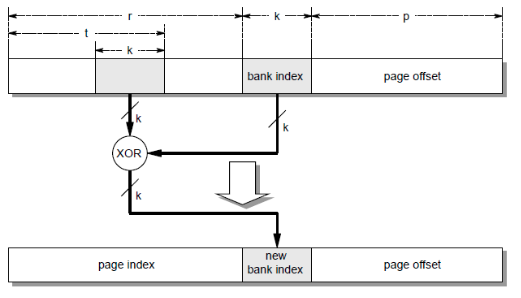 r
k
p
t
k
bank index
page offset
k
k
XOR
k
page index
new
bank index
page offset